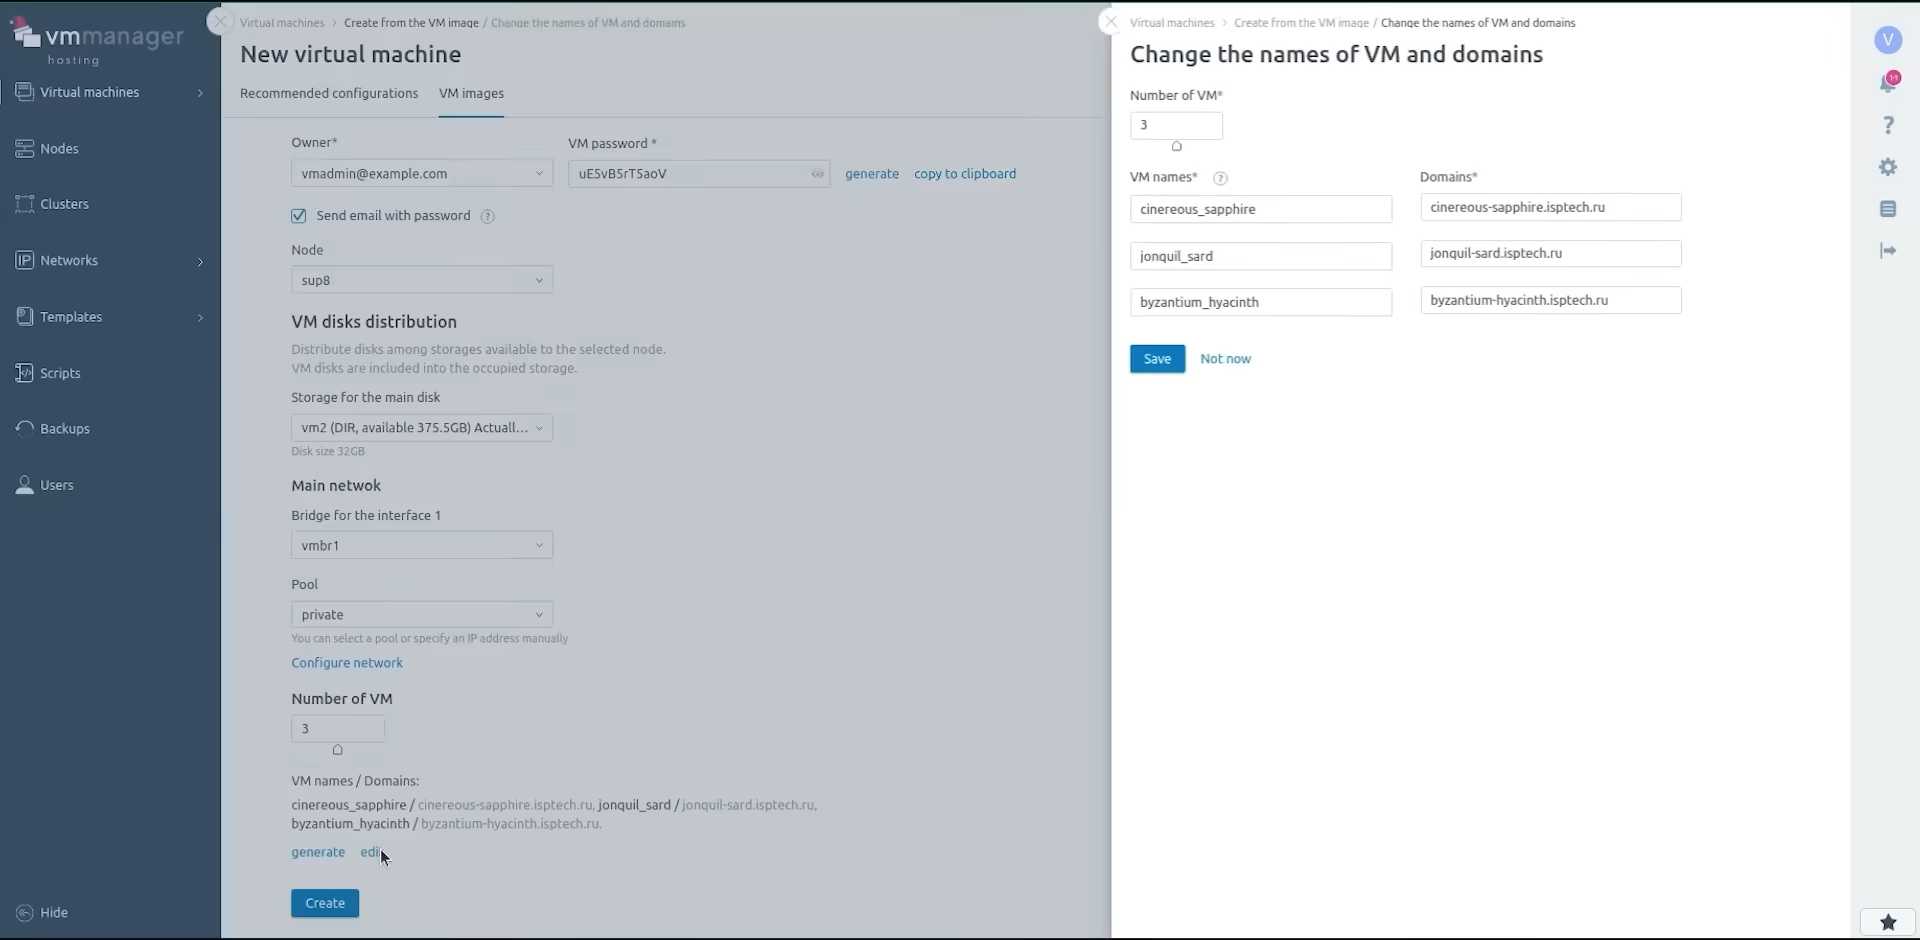 vmmanager
hosting
Virtual machines
Nodes
Clusters
IP Networks
Templates
Scripts
Backups
Users
Hide
Virtual machines > Create from the VM image / Change the names of VM and domains
New virtual machine
Recommended configurations VM images
Owner* VM password *
vmadmin@example.com uE5vB5rT5aoV generate copy to clipboard
Send email with password ?
Node
sup8
VM disks distribution
Distribute disks among storages available to the selected node.
VM disks are included into the occupied storage.
Storage for the main disk
vm2 (DIR, available 375.5GB) Actuall...
Disk size 32GB
Main netwok
Bridge for the interface 1
vmbr1
Pool
private
You can select a pool or specify an IP address manually
Configure network
Number of VM
3
VM names / Domains:
cinereous_sapphire / cinereous-sapphire.isptech.ru, jonquil_sard / jonquil-sard.isptech.ru,
byzantium_hyacinth / byzantium-hyacinth.isptech.ru.
generate edi
Create
Virtual machines > Create from the VM image / Change the names of VM and domains
Change the names of VM and domains
Number of VM*
3
VM names* ? Domains*
cinereous_sapphire cinereous-sapphire.isptech.ru
jonquil_sard jonquil-sard.isptech.ru
byzantium_hyacinth byzantium-hyacinth.isptech.ru
Save Not now
V
?